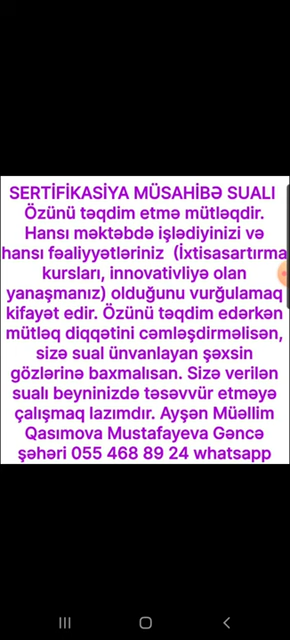 SERTİFİKASİYA MÜSAHİBƏ SUALI
Özünü təqdim etmə mütləqdir.
Hansı məktəbdə işlədiyinizi və
hansı fəaliyyətləriniz (İxtisasartırma
kursları, innovativliyə olan
yanaşmanız) olduğunu vurğulamaq
kifayət edir. Özünü təqdim edərkən
mütləq diqqətini cəmləşdirməlisən,
sizə sual ünvanlayan şəxsin
gözlərinə baxmalısan. Sizə verilən
sualı beyninizdə təsəvvür etməyə
çalışmaq lazımdır. Ayşən Müəllim
Qasımova Mustafayeva Gəncə
şəhəri 055 468 89 24 whatsapp